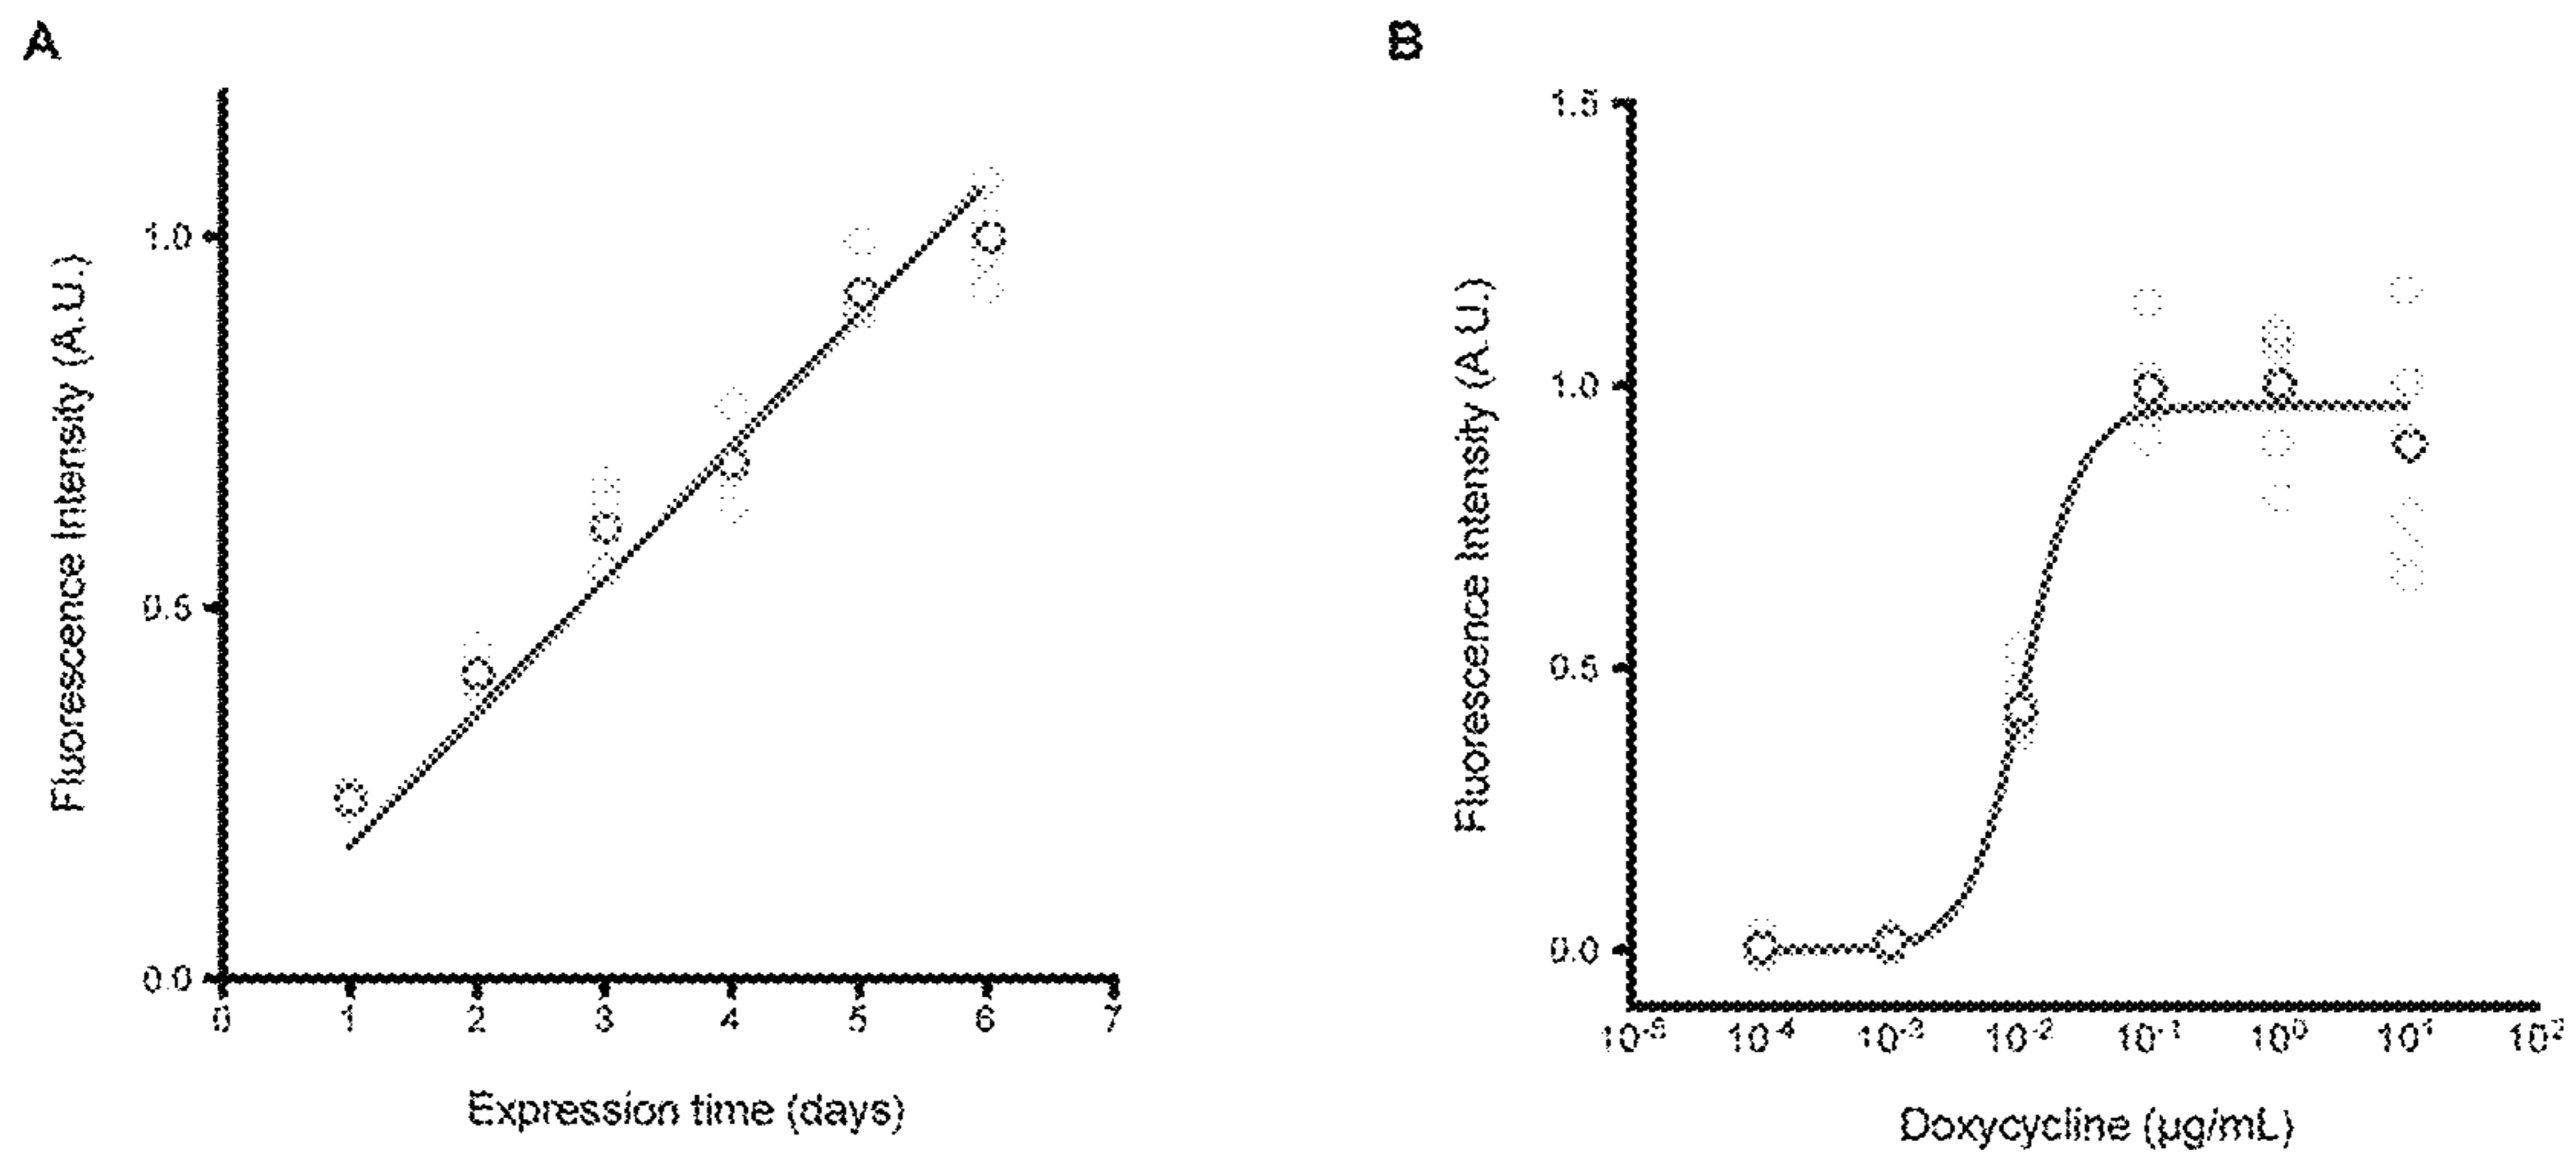 A
Fluorescence Intensity (A.U.)
1.0
0.5
0.0
0 1 2 3 4 5 6 7
Expression time (days)
B
Fluorescence Intensity (A.U.)
1.5
1.0
0.5
0.0
10⁻⁵ 10⁻⁴ 10⁻³ 10⁻² 10⁻¹ 10⁰ 10¹ 10²
Doxycycline (µg/mL)